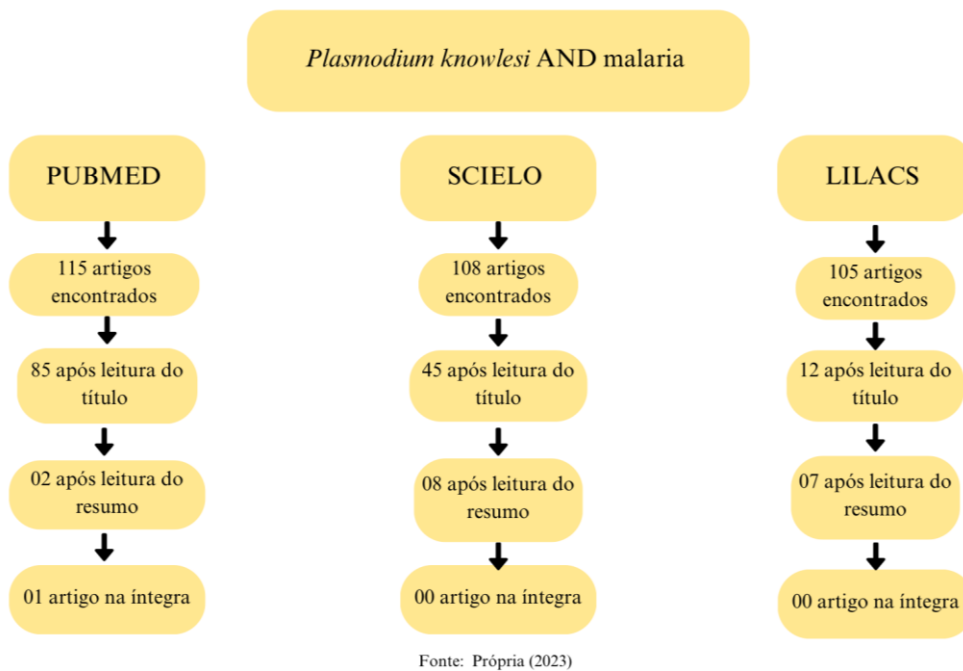 Plasmodium knowlesi AND malaria
PUBMED
115 artigos
encontrados
85 após leitura do
título
02 após leitura do
resumo
01 artigo na íntegra
SCIELO
108 artigos
encontrados
45 após leitura do
título
08 após leitura do
resumo
00 artigo na íntegra
LILACS
105 artigos
encontrados
12 após leitura do
título
07 após leitura do
resumo
00 artigo na íntegra
Fonte: Própria (2023)